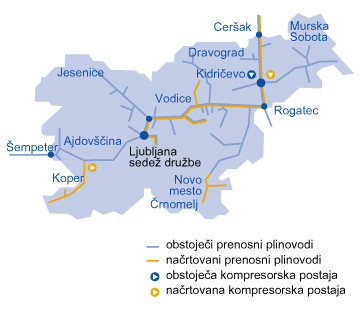 Ceršak
Murska
Sobota
Dravograd
Jesenice
Kidričevo
Vodice
Rogatec
Ajdovščina
Šempeter
Ljubljana
sedež družbe
Koper
Novo
mesto
Črnomelj
obstoječi prenosni plinovodi
načrtovani prenosni plinovodi
obstoječa kompresorska postaja
načrtovana kompresorska postaja